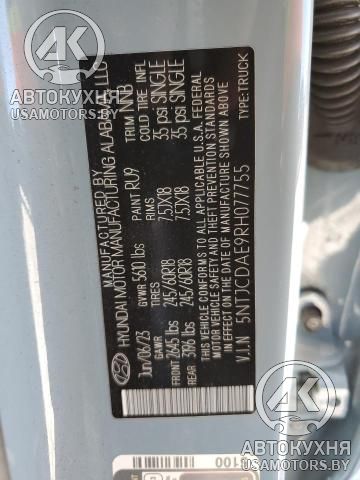 АВТОКУХНЯ
USAMOTORS.BY
MANUFACTURED BY
HYUNDAI MOTOR MANUFACTURING ALABAMA, LLC
Jn/06/23 GVWR 5610 lbs PAINT RU9 TRIM NNB
GAWR TIRES RIMS COLD TIRE INFL
FRONT 2645 lbs 245/60R18 7.5JX18 35 psi SINGLE
REAR 3096 lbs 245/60R18 7.5JX18 35 psi SINGLE
THIS VEHICLE CONFORMS TO ALL APPLICABLE U.S.A. FEDERAL
MOTOR VEHICLE SAFETY AND THEFT PREVENTION STANDARDS
IN EFFECT ON THE DATE OF MANUFACTURE SHOWN ABOVE.
V.I.N 5NTJCDAE9RH077755 TYPE:TRUCK
100
АВТОКУХНЯ
USAMOTORS.BY